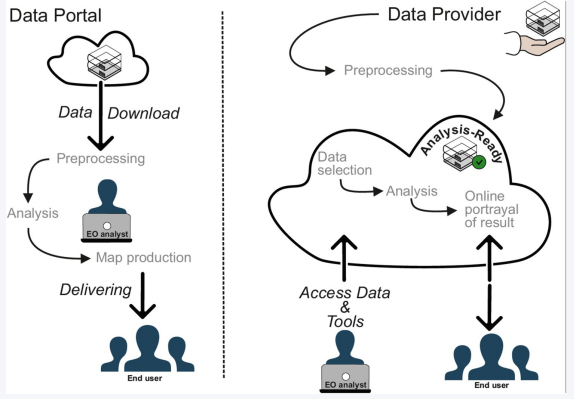 Data Portal
Data Download
Preprocessing
EO analyst
Analysis
Map production
Delivering
End user
Data Provider
Preprocessing
Analysis-Ready
Data
selection
Analysis
Online
portrayal
of result
Access Data
&
Tools
EO analyst
End user